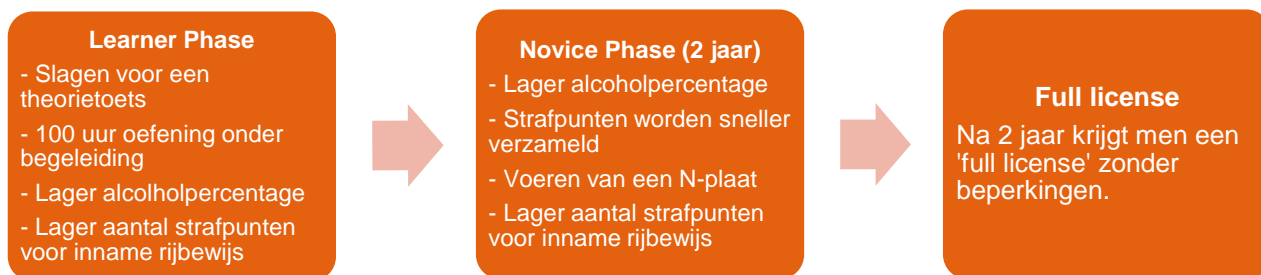 Learner Phase
- Slagen voor een
theorietoets
- 100 uur oefening onder
begeleiding
- Lager alcolholpercentage
- Lager aantal strafpunten
voor inname rijbewijs
Novice Phase (2 jaar)
- Lager alcoholpercentage
- Strafpunten worden sneller
verzameld
- Voeren van een N-plaat
- Lager aantal strafpunten
voor inname rijbewijs
Full license
Na 2 jaar krijgt men een
'full license' zonder
beperkingen.